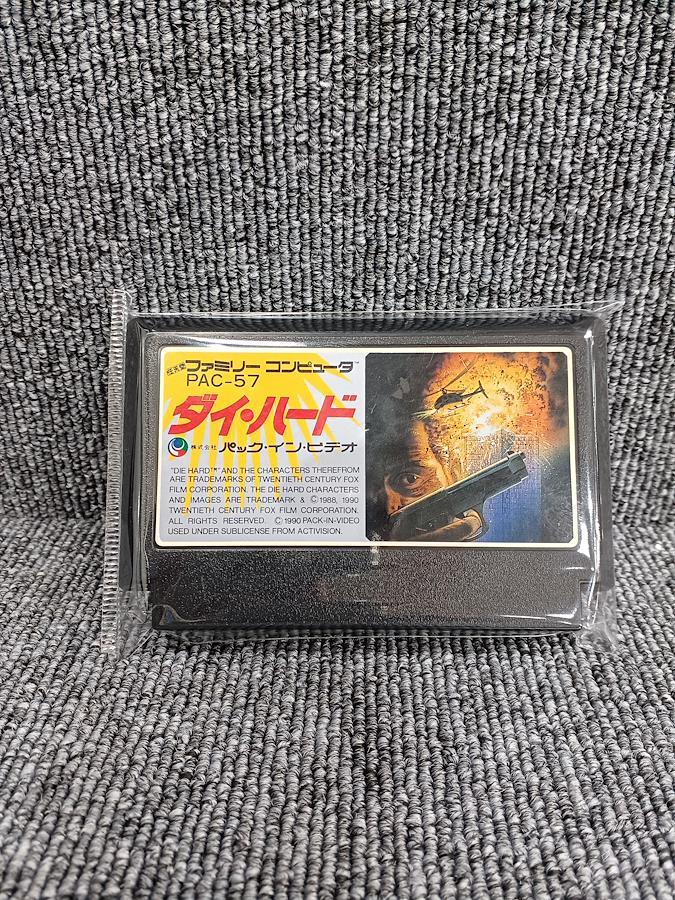 任天堂 ファミリー コンピュータ™
PAC-57
ダイ・ハード
株式会社 パック・イン・ビデオ
"DIE HARD™" AND THE CHARACTERS THEREFROM
ARE TRADEMARKS OF TWENTIETH CENTURY FOX
FILM CORPORATION. THE DIE HARD CHARACTERS
AND IMAGES ARE TRADEMARK & ©1988, 1990
TWENTIETH CENTURY FOX FILM CORPORATION.
ALL RIGHTS RESERVED. ©1990 PACK-IN-VIDEO
USED UNDER SUBLICENSE FROM ACTIVISION.